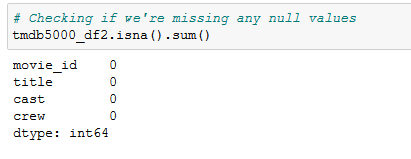 # Checking if we're missing any null values
tmdb5000_df2.isna().sum()
movie_id    0
title       0
cast        0
crew        0
dtype: int64